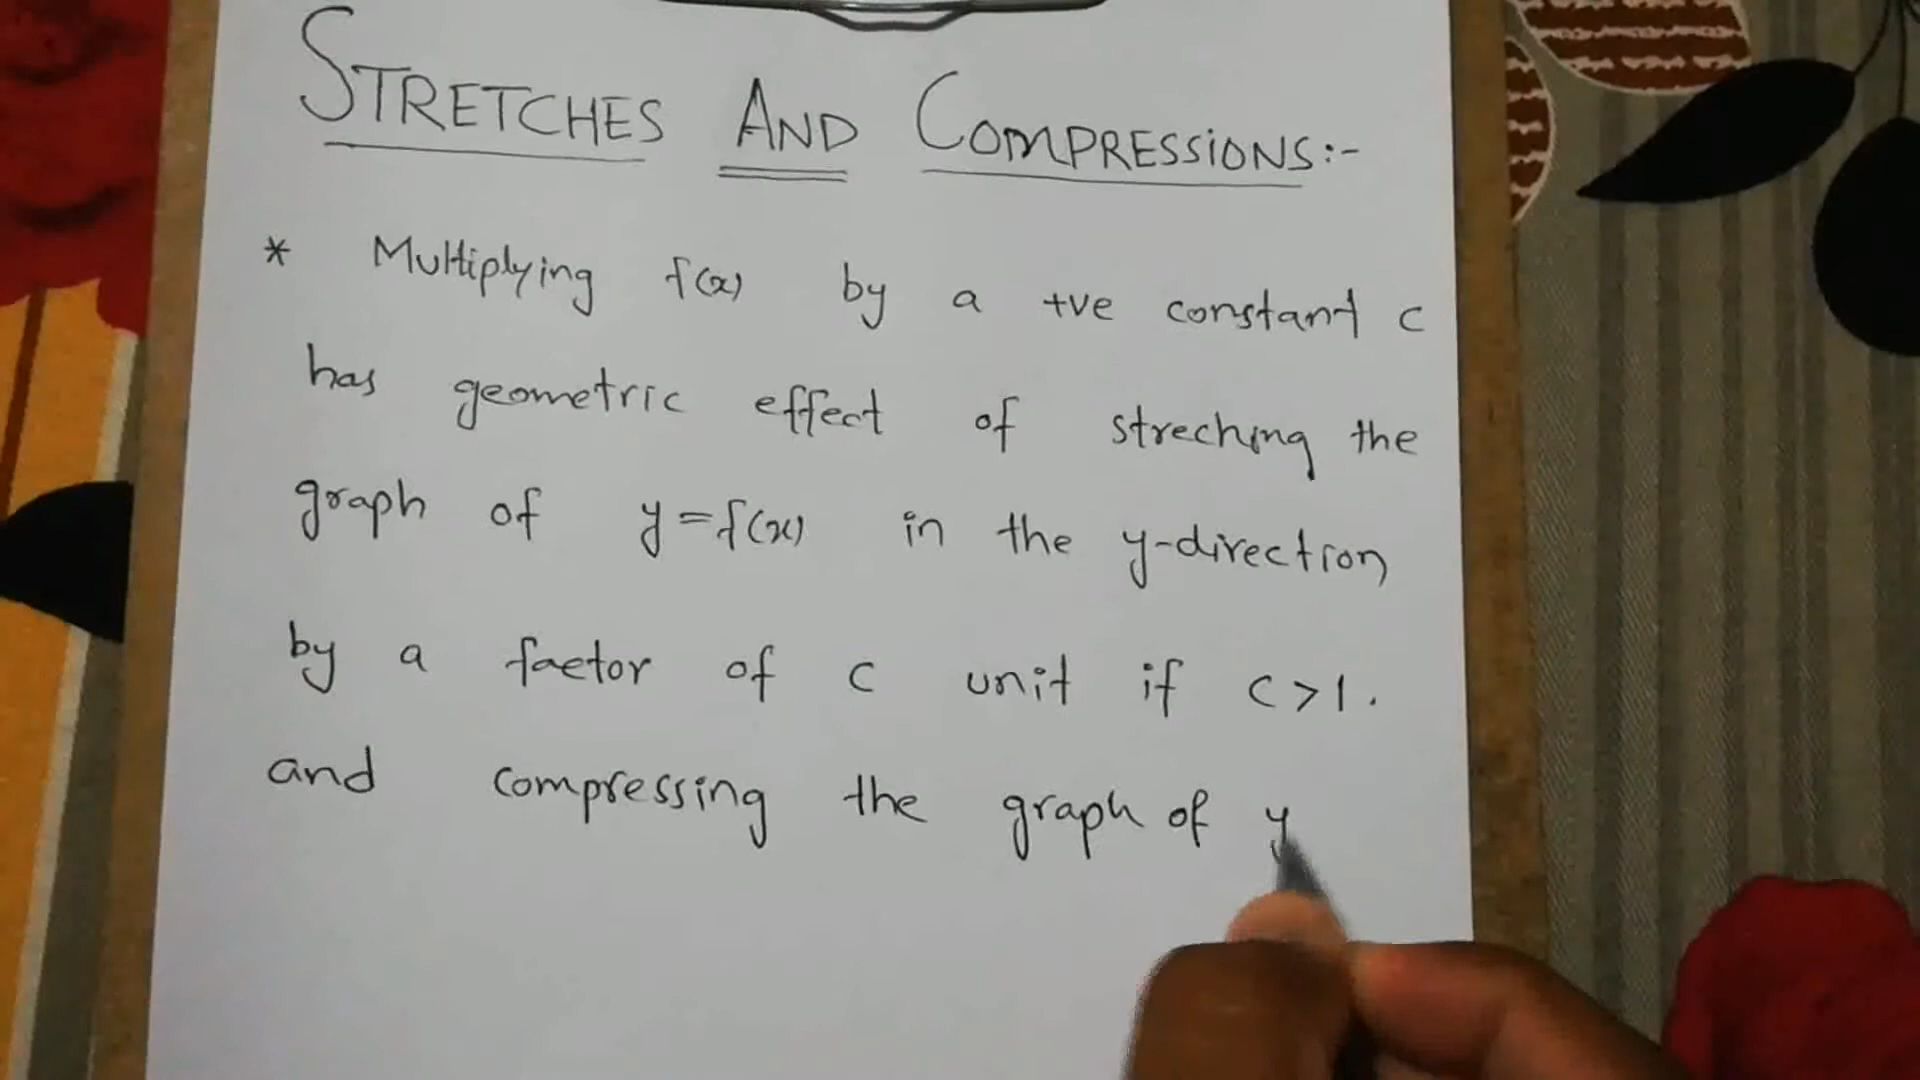 STRETCHES AND COMPRESSIONS:-
* Multiplying f(x) by a +ve constant c
has geometric effect of streching the
graph of y=f(x) in the y-direction
by a factor of c unit if c>1.
and compressing the graph of y